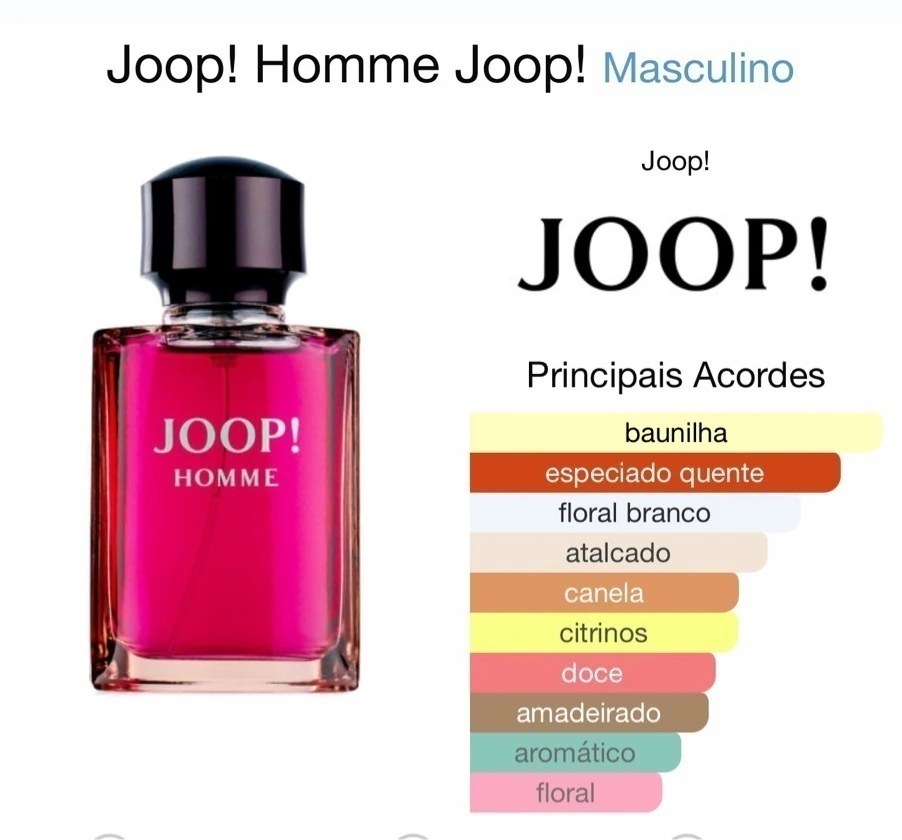 Joop! Homme Joop! Masculino
Joop!
JOOP!
JOOP!
HOMME
Principais Acordes
baunilha
especiado quente
floral branco
atalcado
canela
citrinos
doce
amadeirado
aromático
floral